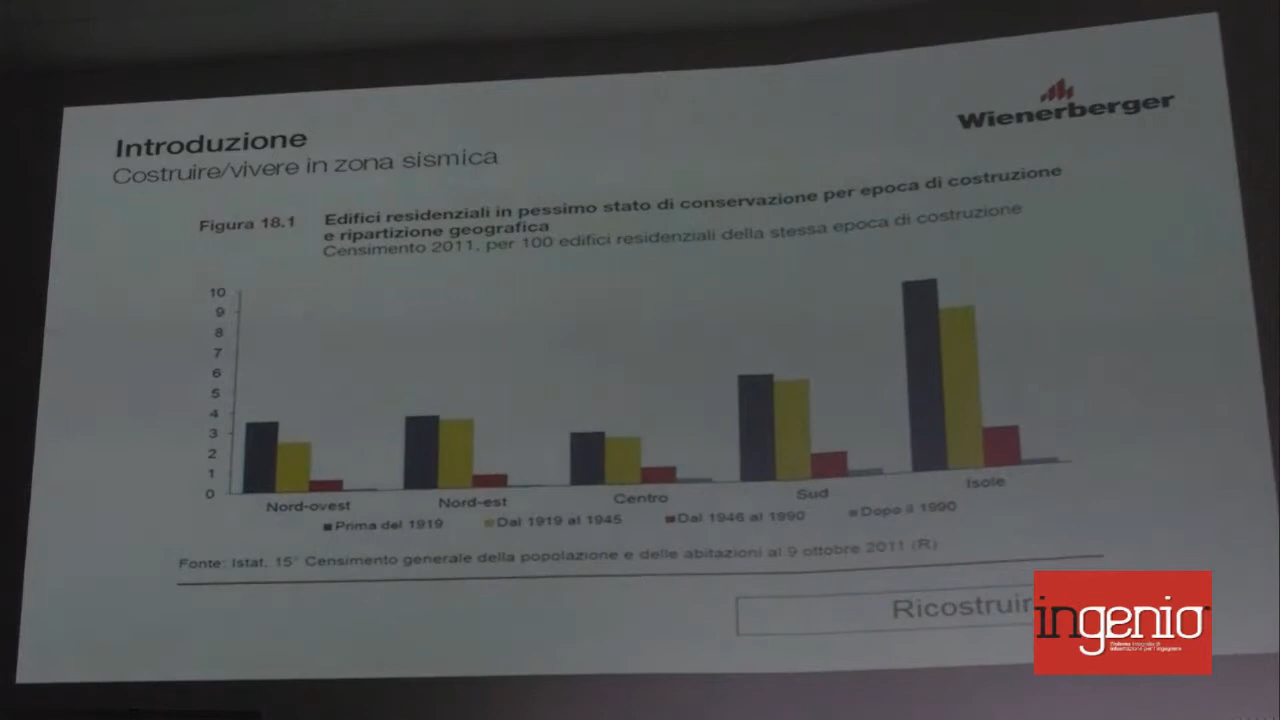 Introduzione
Costruire/vivere in zona sismica
Wienerberger
Figura 18.1
Edifici residenziali in pessimo stato di conservazione per epoca di costruzione
e ripartizione geografica
Censimento 2011, per 100 edifici residenziali della stessa epoca di costruzione
10
9
8
7
6
5
4
3
2
1
0
Nord-ovest
Nord-est
Centro
Sud
Isole
Prima del 1919
Dal 1919 al 1945
Dal 1946 al 1990
Dopo il 1990
Fonte: Istat, 15° Censimento generale della popolazione e delle abitazioni al 9 ottobre 2011 (R)
Ricostruir
ingenio